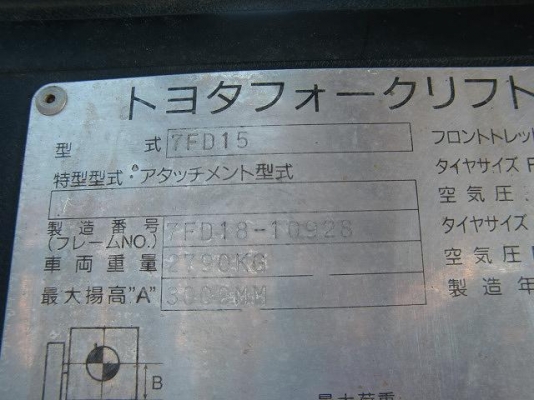 トヨタフォークリフト
型 式 7FD15
特型型式・アタッチメント型式
製造番号 7FD18-10928
(フレームNO.)
車両重量 2790KG
最大揚高"A" 3000MM
フロントトレッド
タイヤサイズ F
空気圧
タイヤサイズ
空気圧
製造年
B
最大荷重